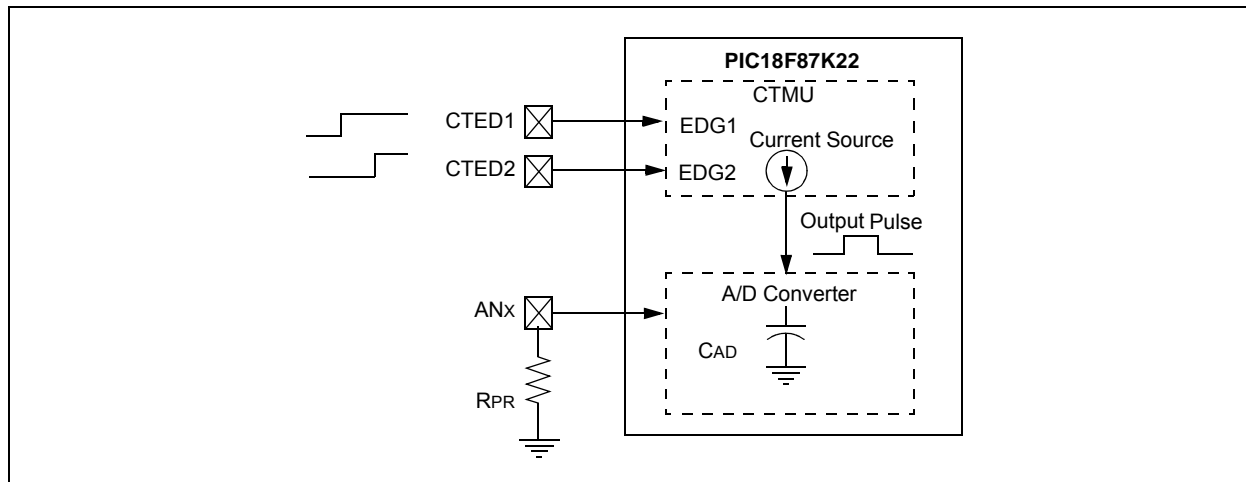 PIC18F87K22
CTMU
CTED1
EDG1
Current Source
CTED2
EDG2
Output Pulse
A/D Converter
ANX
CAD
RPR